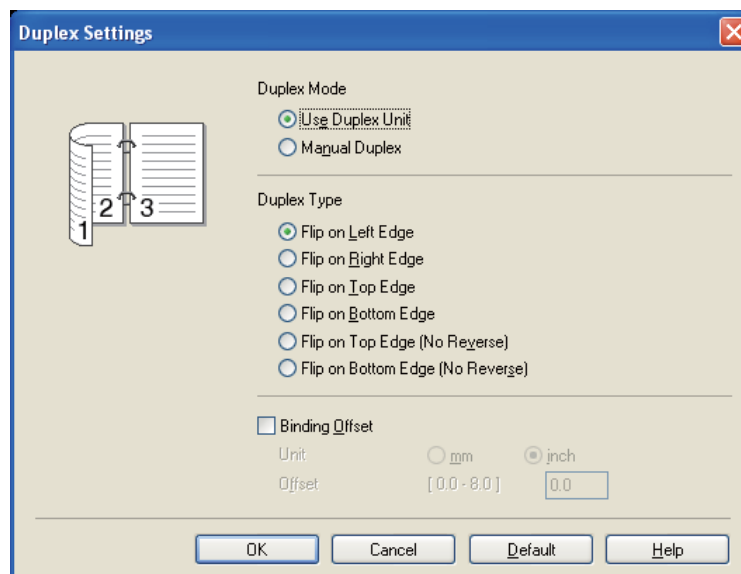 Duplex Settings
Duplex Mode
Use Duplex Unit
Manual Duplex
1 2 3
Duplex Type
Flip on Left Edge
Flip on Right Edge
Flip on Top Edge
Flip on Bottom Edge
Flip on Top Edge (No Reverse)
Flip on Bottom Edge (No Reverse)
Binding Offset
Unit mm inch
Offset [ 0.0 - 8.0 ] 0.0
OK Cancel Default Help